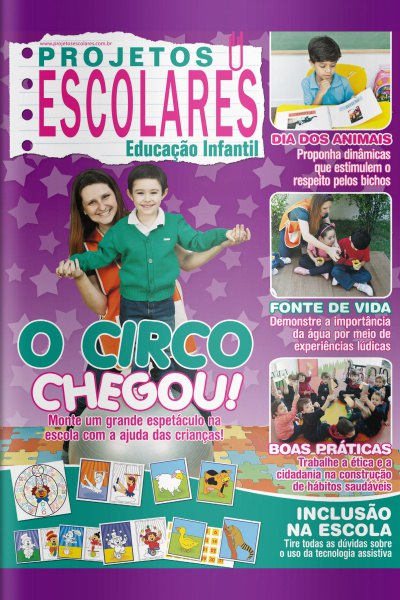 www.projetosescolares.com.br
PROJETOS
ESCOLARES
Educação Infantil
DIA DOS ANIMAIS
Proponha dinâmicas
que estimulem o
respeito pelos bichos
FONTE DE VIDA
Demonstre a importância
da água por meio de
experiências lúdicas
O CIRCO
CHEGOU!
Monte um grande espetáculo na
escola com a ajuda das crianças!
BOAS PRÁTICAS
Trabalhe a ética e a
cidadania na construção
de hábitos saudáveis
INCLUSÃO
NA ESCOLA
Tire todas as dúvidas sobre
o uso da tecnologia assistiva